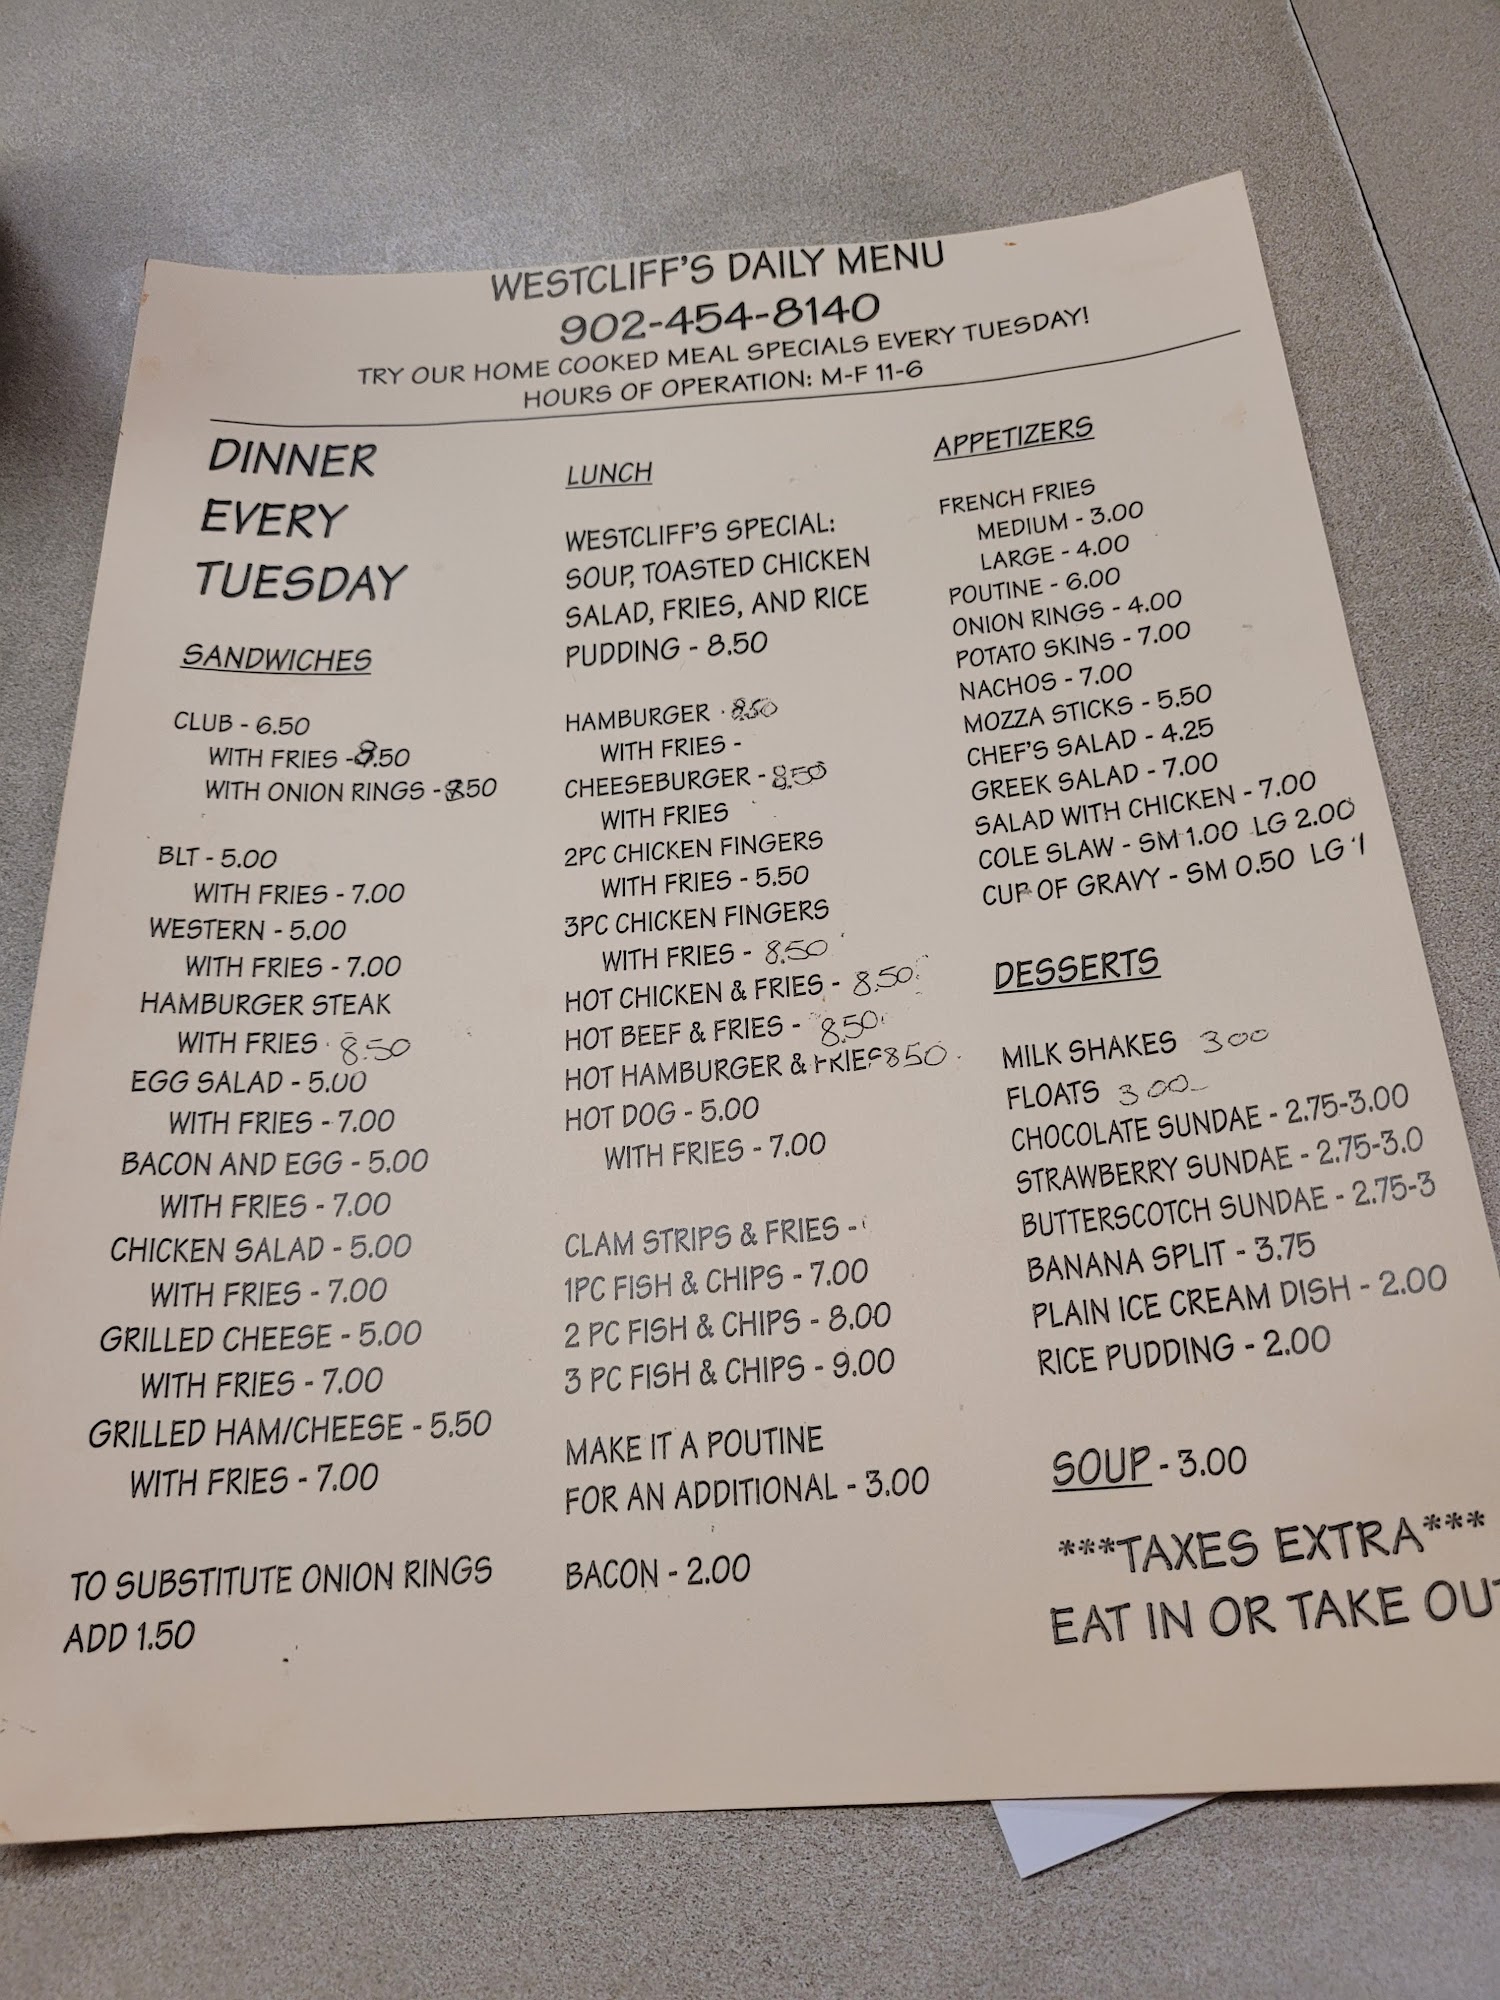 WESTCLIFF'S DAILY MENU
902-454-8140
TRY OUR HOME COOKED MEAL SPECIALS EVERY TUESDAY!
HOURS OF OPERATION: M-F 11-6
DINNER
EVERY
TUESDAY
SANDWICHES
CLUB - 6.50
WITH FRIES - 8.50
WITH ONION RINGS - 8.50
BLT - 5.00
WITH FRIES - 7.00
WESTERN - 5.00
WITH FRIES - 7.00
HAMBURGER STEAK
WITH FRIES 8.50
EGG SALAD - 5.00
WITH FRIES - 7.00
BACON AND EGG - 5.00
WITH FRIES - 7.00
CHICKEN SALAD - 5.00
WITH FRIES - 7.00
GRILLED CHEESE - 5.00
WITH FRIES - 7.00
GRILLED HAM/CHEESE - 5.50
WITH FRIES - 7.00
TO SUBSTITUTE ONION RINGS
ADD 1.50
LUNCH
WESTCLIFF'S SPECIAL:
SOUP, TOASTED CHICKEN
SALAD, FRIES, AND RICE
PUDDING - 8.50
HAMBURGER 8.50
WITH FRIES -
CHEESEBURGER - 8.50
WITH FRIES
2PC CHICKEN FINGERS
WITH FRIES - 5.50
3PC CHICKEN FINGERS
WITH FRIES - 8.50
HOT CHICKEN & FRIES - 8.50
HOT BEEF & FRIES - 8.50
HOT HAMBURGER & FRIES 850
HOT DOG - 5.00
WITH FRIES - 7.00
CLAM STRIPS & FRIES -
1PC FISH & CHIPS - 7.00
2 PC FISH & CHIPS - 8.00
3 PC FISH & CHIPS - 9.00
MAKE IT A POUTINE
FOR AN ADDITIONAL - 3.00
BACON - 2.00
APPETIZERS
FRENCH FRIES
MEDIUM - 3.00
LARGE - 4.00
POUTINE - 6.00
ONION RINGS - 4.00
POTATO SKINS - 7.00
NACHOS - 7.00
MOZZA STICKS - 5.50
CHEF'S SALAD - 4.25
GREEK SALAD - 7.00
SALAD WITH CHICKEN - 7.00
COLE SLAW - SM 1.00 LG 2.00
CUP OF GRAVY - SM 0.50 LG 1
DESSERTS
MILK SHAKES 300
FLOATS 300
CHOCOLATE SUNDAE - 2.75-3.00
STRAWBERRY SUNDAE - 2.75-3.0
BUTTERSCOTCH SUNDAE - 2.75-3
BANANA SPLIT - 3.75
PLAIN ICE CREAM DISH - 2.00
RICE PUDDING - 2.00
SOUP - 3.00
***TAXES EXTRA***
EAT IN OR TAKE OUT